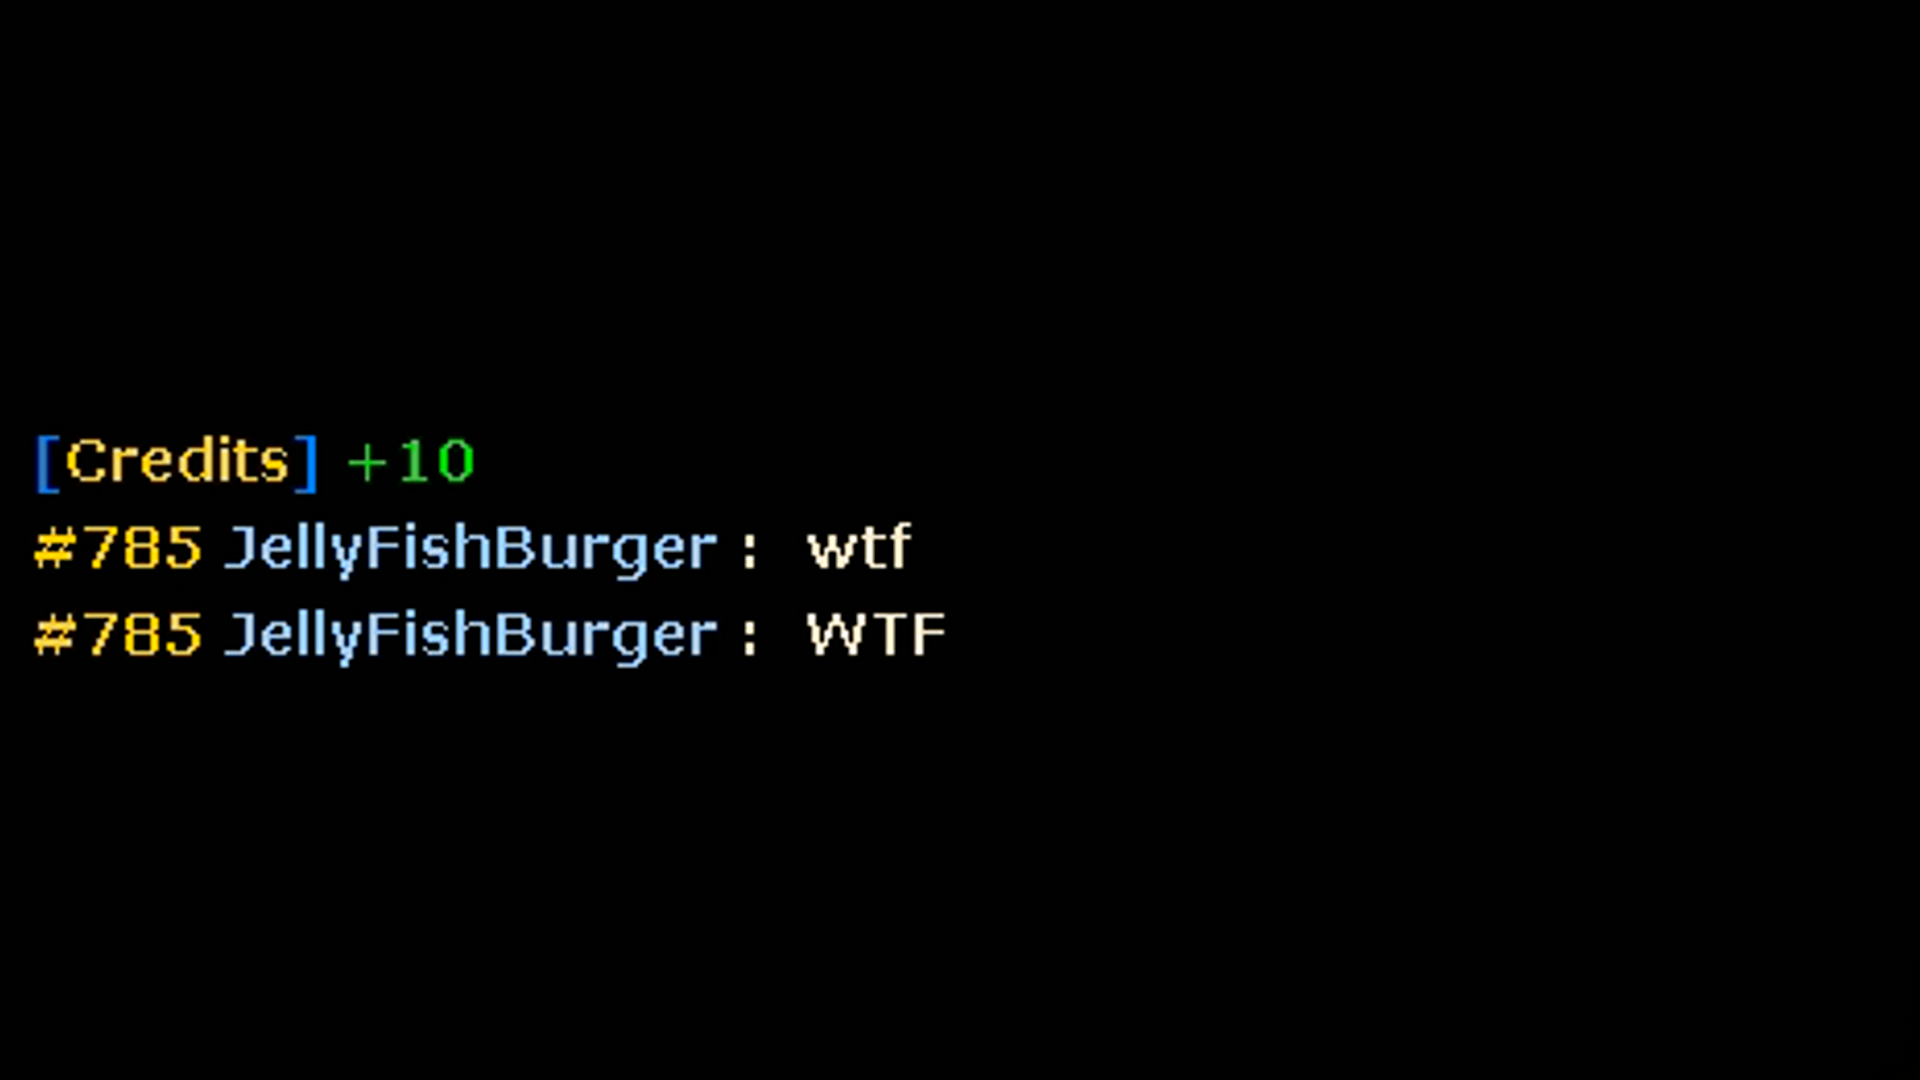 [Credits] +10
#785 JellyFishBurger : wtf
#785 JellyFishBurger : WTF